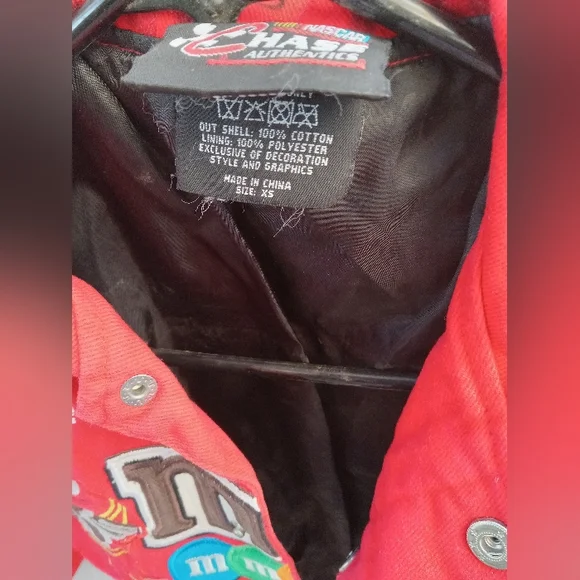 NASCAR
CHASE
AUTHENTICS
ONLY
OUT SHELL: 100% COTTON
LINING: 100% POLYESTER
EXCLUSIVE OF DECORATION
STYLE AND GRAPHICS
MADE IN CHINA
SIZE: XS
m
m m